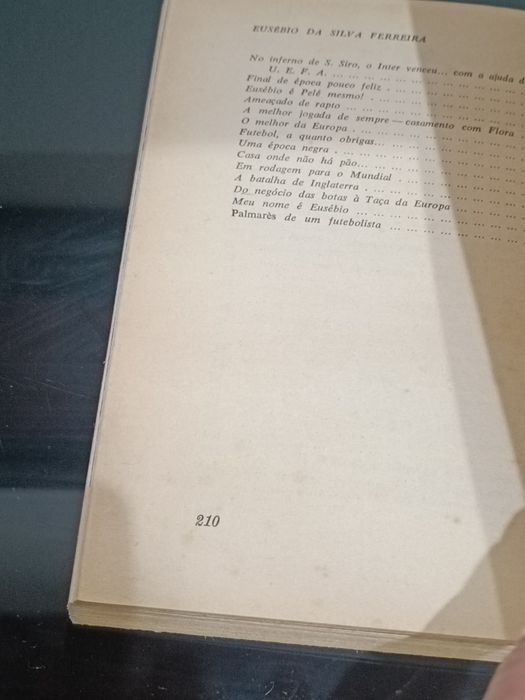 EUSÉBIO DA SILVA FERREIRA
No inferno de S. Siro, o Inter venceu... com a ajuda d
U. E. F. A. ... ... ... ... ... ... ... ... ... ...
Final de época pouco feliz . ... ... ... ... ... ... ...
Eusébio é Pelé mesmo! . ... ... ... ... ... ... ...
Ameaçado de rapto ... ... ... ... ... ... ... ... ...
A melhor jogada de sempre — casamento com Flora
O melhor da Europa . ... ... ... ... ... ... ... ...
Futebol, a quanto obrigas... ... ... ... ... ... ... ...
Uma época negra . ... ... ... ... ... ... ... ... ...
Casa onde não há pão... ... ... ... ... ... ... ...
Em rodagem para o Mundial ... ... ... ... ... ... ...
A batalha de Inglaterra . ... ... ... ... ... ... ...
Do negócio das botas à Taça da Europa ... ... ... ...
Meu nome é Eusébio ... ... ... ... ... ... ... ...
Palmarès de um futebolista ... ... ... ... ... ... ...
210